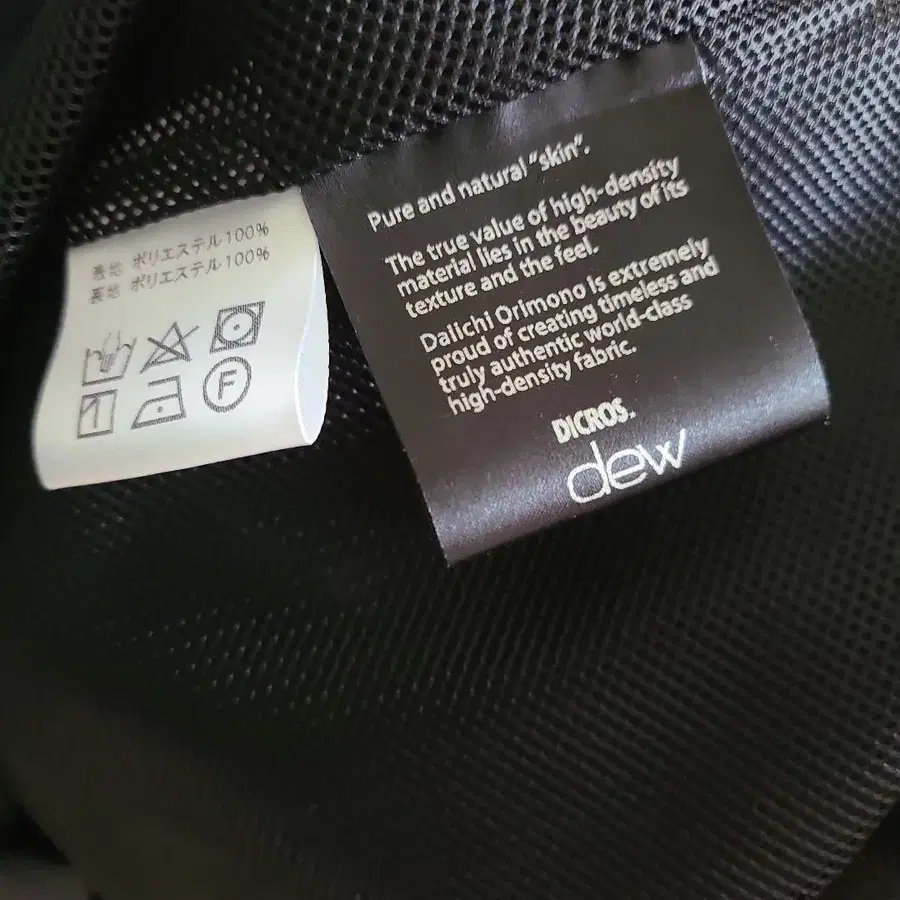 表地 ポリエステル100%
裏地 ポリエステル100%
F
Pure and natural "skin".
The true value of high-density
material lies in the beauty of its
texture and the feel.
DaIichi Orimono is extremely
proud of creating timeless and
truly authentic world-class
high-density fabric.
DICROS.
dew